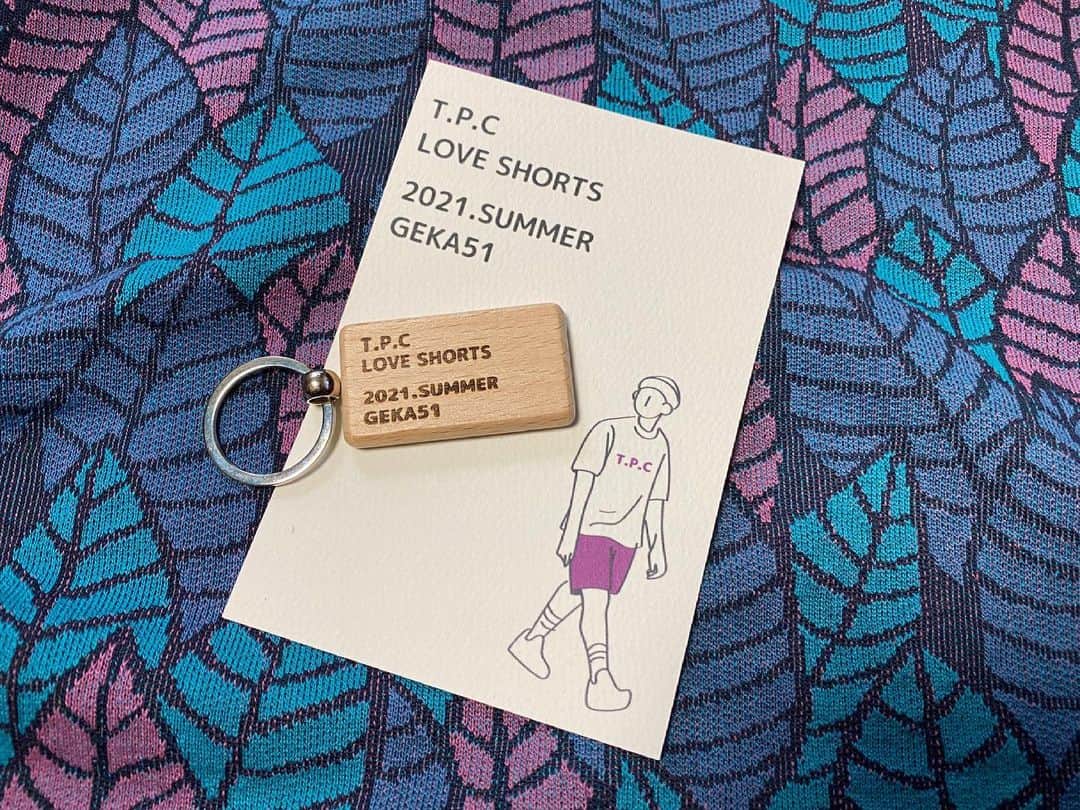 T.P.C
LOVE SHORTS
2021.SUMMER
GEKA51
T.P.C
LOVE SHORTS
2021.SUMMER
GEKA51
T.P.C